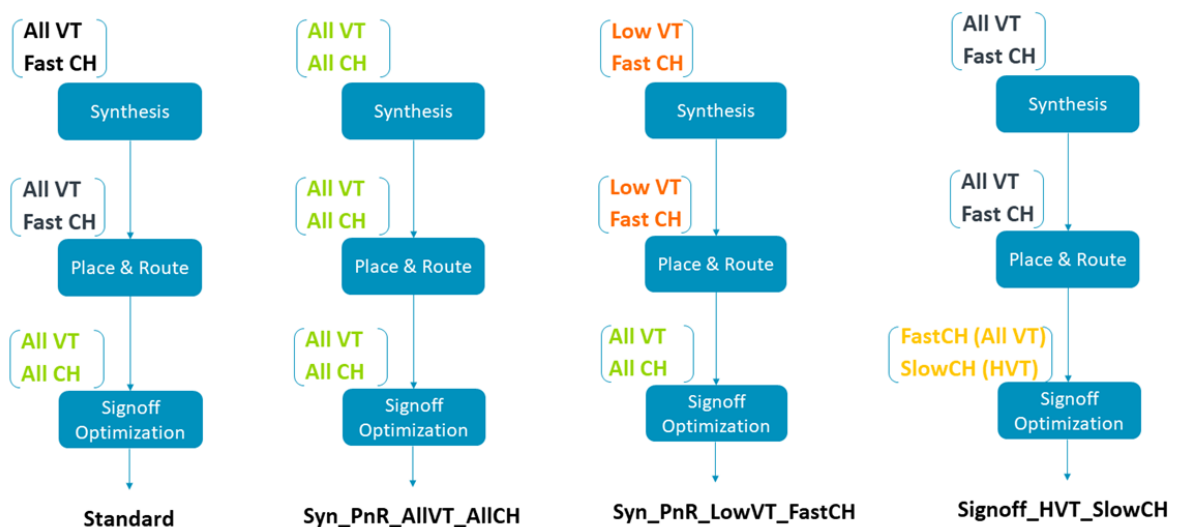 All VT
Fast CH
Synthesis
All VT
Fast CH
Place & Route
All VT
All CH
Signoff
Optimization
Standard
All VT
All CH
Synthesis
All VT
All CH
Place & Route
All VT
All CH
Signoff
Optimization
Syn_PnR_AllVT_AllCH
Low VT
Fast CH
Synthesis
Low VT
Fast CH
Place & Route
All VT
All CH
Signoff
Optimization
Syn_PnR_LowVT_FastCH
All VT
Fast CH
Synthesis
All VT
Fast CH
Place & Route
FastCH (All VT)
SlowCH (HVT)
Signoff
Optimization
Signoff_HVT_SlowCH